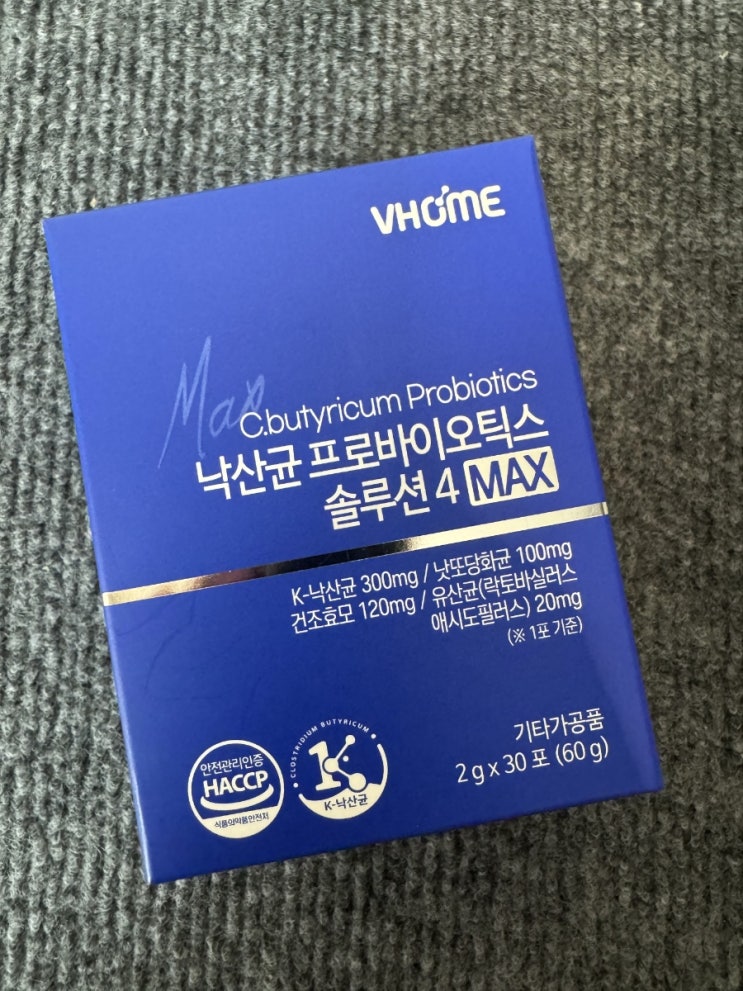 VHOME
Max
C.butyricum Probiotics
낙산균 프로바이오틱스
솔루션 4 MAX
K-낙산균 300mg / 낫또당화균 100mg
건조효모 120mg / 유산균(락토바실러스
애시도필러스) 20mg
(※ 1포 기준)
기타가공품
2 g x 30 포 (60 g)
안전관리인증
HACCP
식품의약품안전처
CLOSTRIDIUM BUTYRICUM
1K
K-낙산균